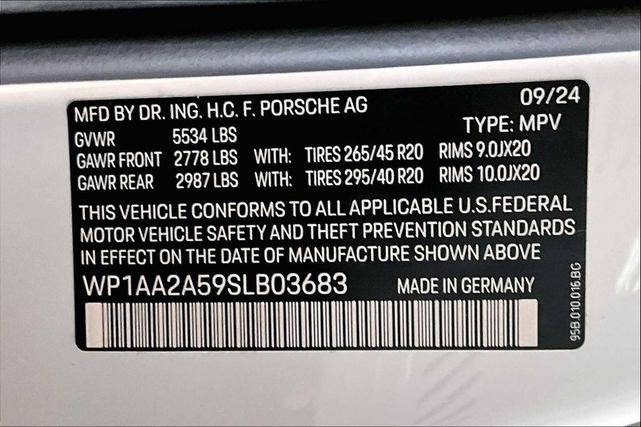 MFD BY DR. ING. H.C. F. PORSCHE AG 09/24
GVWR 5534 LBS TYPE: MPV
GAWR FRONT 2778 LBS WITH: TIRES 265/45 R20 RIMS 9.0JX20
GAWR REAR 2987 LBS WITH: TIRES 295/40 R20 RIMS 10.0JX20
THIS VEHICLE CONFORMS TO ALL APPLICABLE U.S.FEDERAL
MOTOR VEHICLE SAFETY AND THEFT PREVENTION STANDARDS
IN EFFECT ON THE DATE OF MANUFACTURE SHOWN ABOVE
WP1AA2A59SLB03683 MADE IN GERMANY
95B.010.016.BG